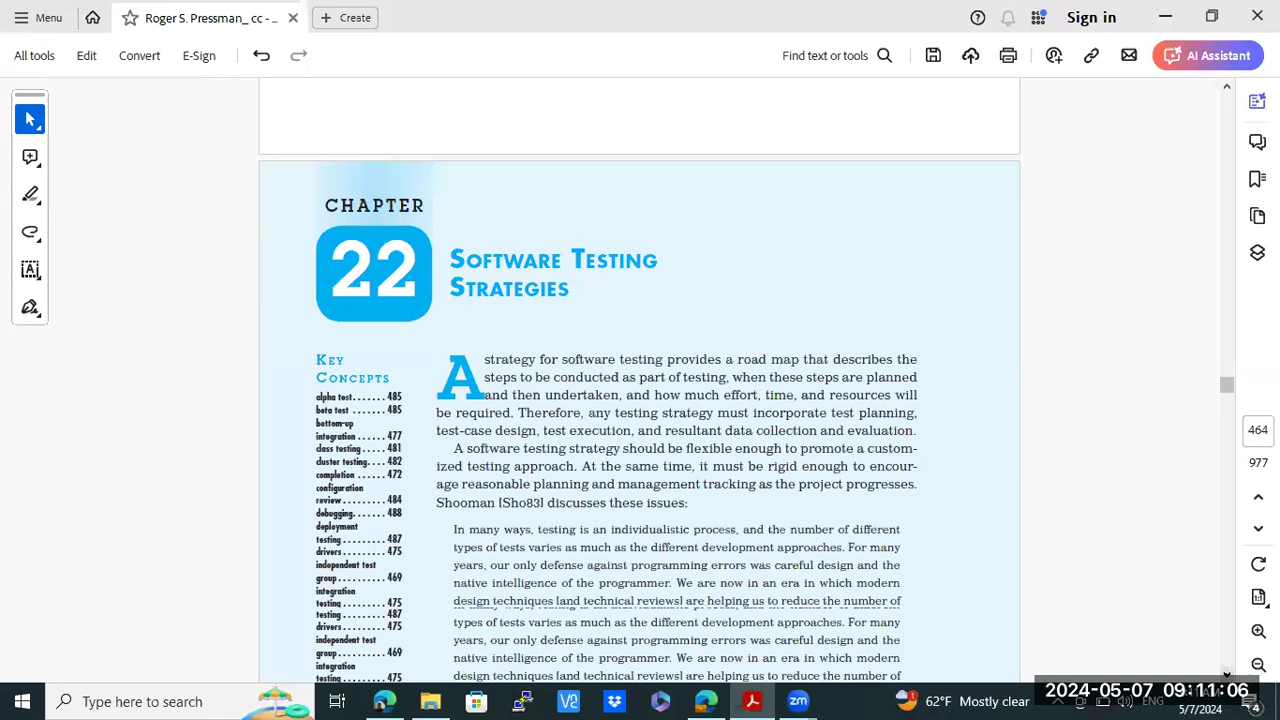 Menu
Roger S. Pressman_ cc - ...
Create
Sign in
All tools
Edit
Convert
E-Sign
Find text or tools
AI Assistant
CHAPTER
22
SOFTWARE TESTING
STRATEGIES
KEY
CONCEPTS
alpha test. . . . . . . 485
beta test . . . . . . . 485
bottom-up
integration . . . . . . 477
class testing. . . . . 481
cluster testing. . . . 482
completion . . . . . 472
configuration
review . . . . . . . . . 484
debugging. . . . . . . 488
deployment
testing . . . . . . . . . 487
drivers . . . . . . . . . 475
independent test
group . . . . . . . . . . 469
integration
testing . . . . . . . . . 475
testing . . . . . . . . . 487
drivers . . . . . . . . . 475
independent test
group . . . . . . . . . . 469
integration
testing . . . . . . . . . 475
A strategy for software testing provides a road map that describes the
steps to be conducted as part of testing, when these steps are planned
and then undertaken, and how much effort, time, and resources will
be required. Therefore, any testing strategy must incorporate test planning,
test-case design, test execution, and resultant data collection and evaluation.
A software testing strategy should be flexible enough to promote a custom-
ized testing approach. At the same time, it must be rigid enough to encour-
age reasonable planning and management tracking as the project progresses.
Shooman [Sho83] discusses these issues:
In many ways, testing is an individualistic process, and the number of different
types of tests varies as much as the different development approaches. For many
years, our only defense against programming errors was careful design and the
native intelligence of the programmer. We are now in an era in which modern
design techniques [and technical reviews] are helping us to reduce the number of
types of tests varies as much as the different development approaches. For many
years, our only defense against programming errors was careful design and the
native intelligence of the programmer. We are now in an era in which modern
design techniques [and technical reviews] are helping us to reduce the number of
464
977
Type here to search
62°F Mostly clear
ENG
2024-05-07 09:11:06
5/7/2024
4